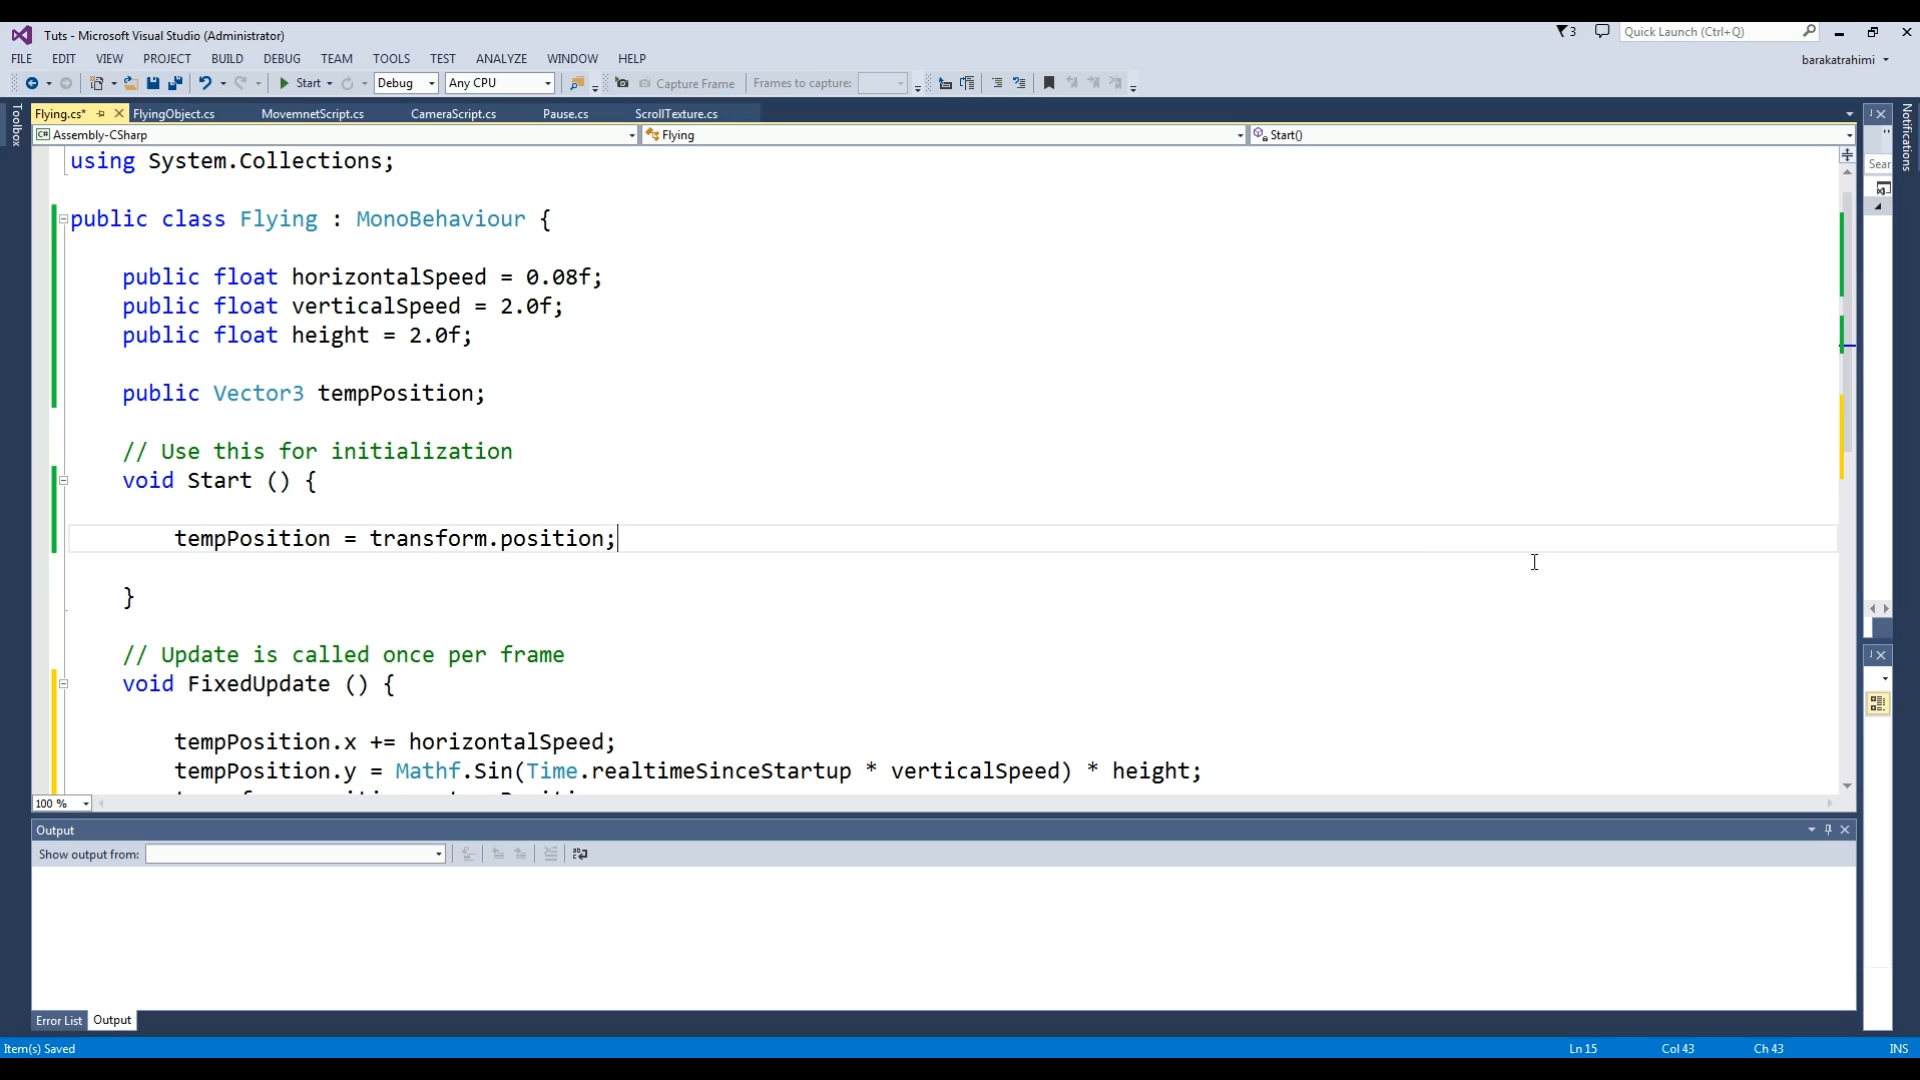 Tuts - Microsoft Visual Studio (Administrator)
3
Quick Launch (Ctrl+Q)
FILE EDIT VIEW PROJECT BUILD DEBUG TEAM TOOLS TEST ANALYZE WINDOW HELP
barakatrahimi
Start Debug Any CPU Capture Frame Frames to capture:
Toolbox
Flying.cs* FlyingObject.cs MovemnetScript.cs CameraScript.cs Pause.cs ScrollTexture.cs
Notifications
Assembly-CSharp Flying Start()
Sear
using System.Collections;
public class Flying : MonoBehaviour {
public float horizontalSpeed = 0.08f;
public float verticalSpeed = 2.0f;
public float height = 2.0f;
public Vector3 tempPosition;
// Use this for initialization
void Start () {
tempPosition = transform.position;
}
// Update is called once per frame
void FixedUpdate () {
tempPosition.x += horizontalSpeed;
tempPosition.y = Mathf.Sin(Time.realtimeSinceStartup * verticalSpeed) * height;
100 %
Output
Show output from:
Error List Output
Item(s) Saved Ln 15 Col 43 Ch 43 INS